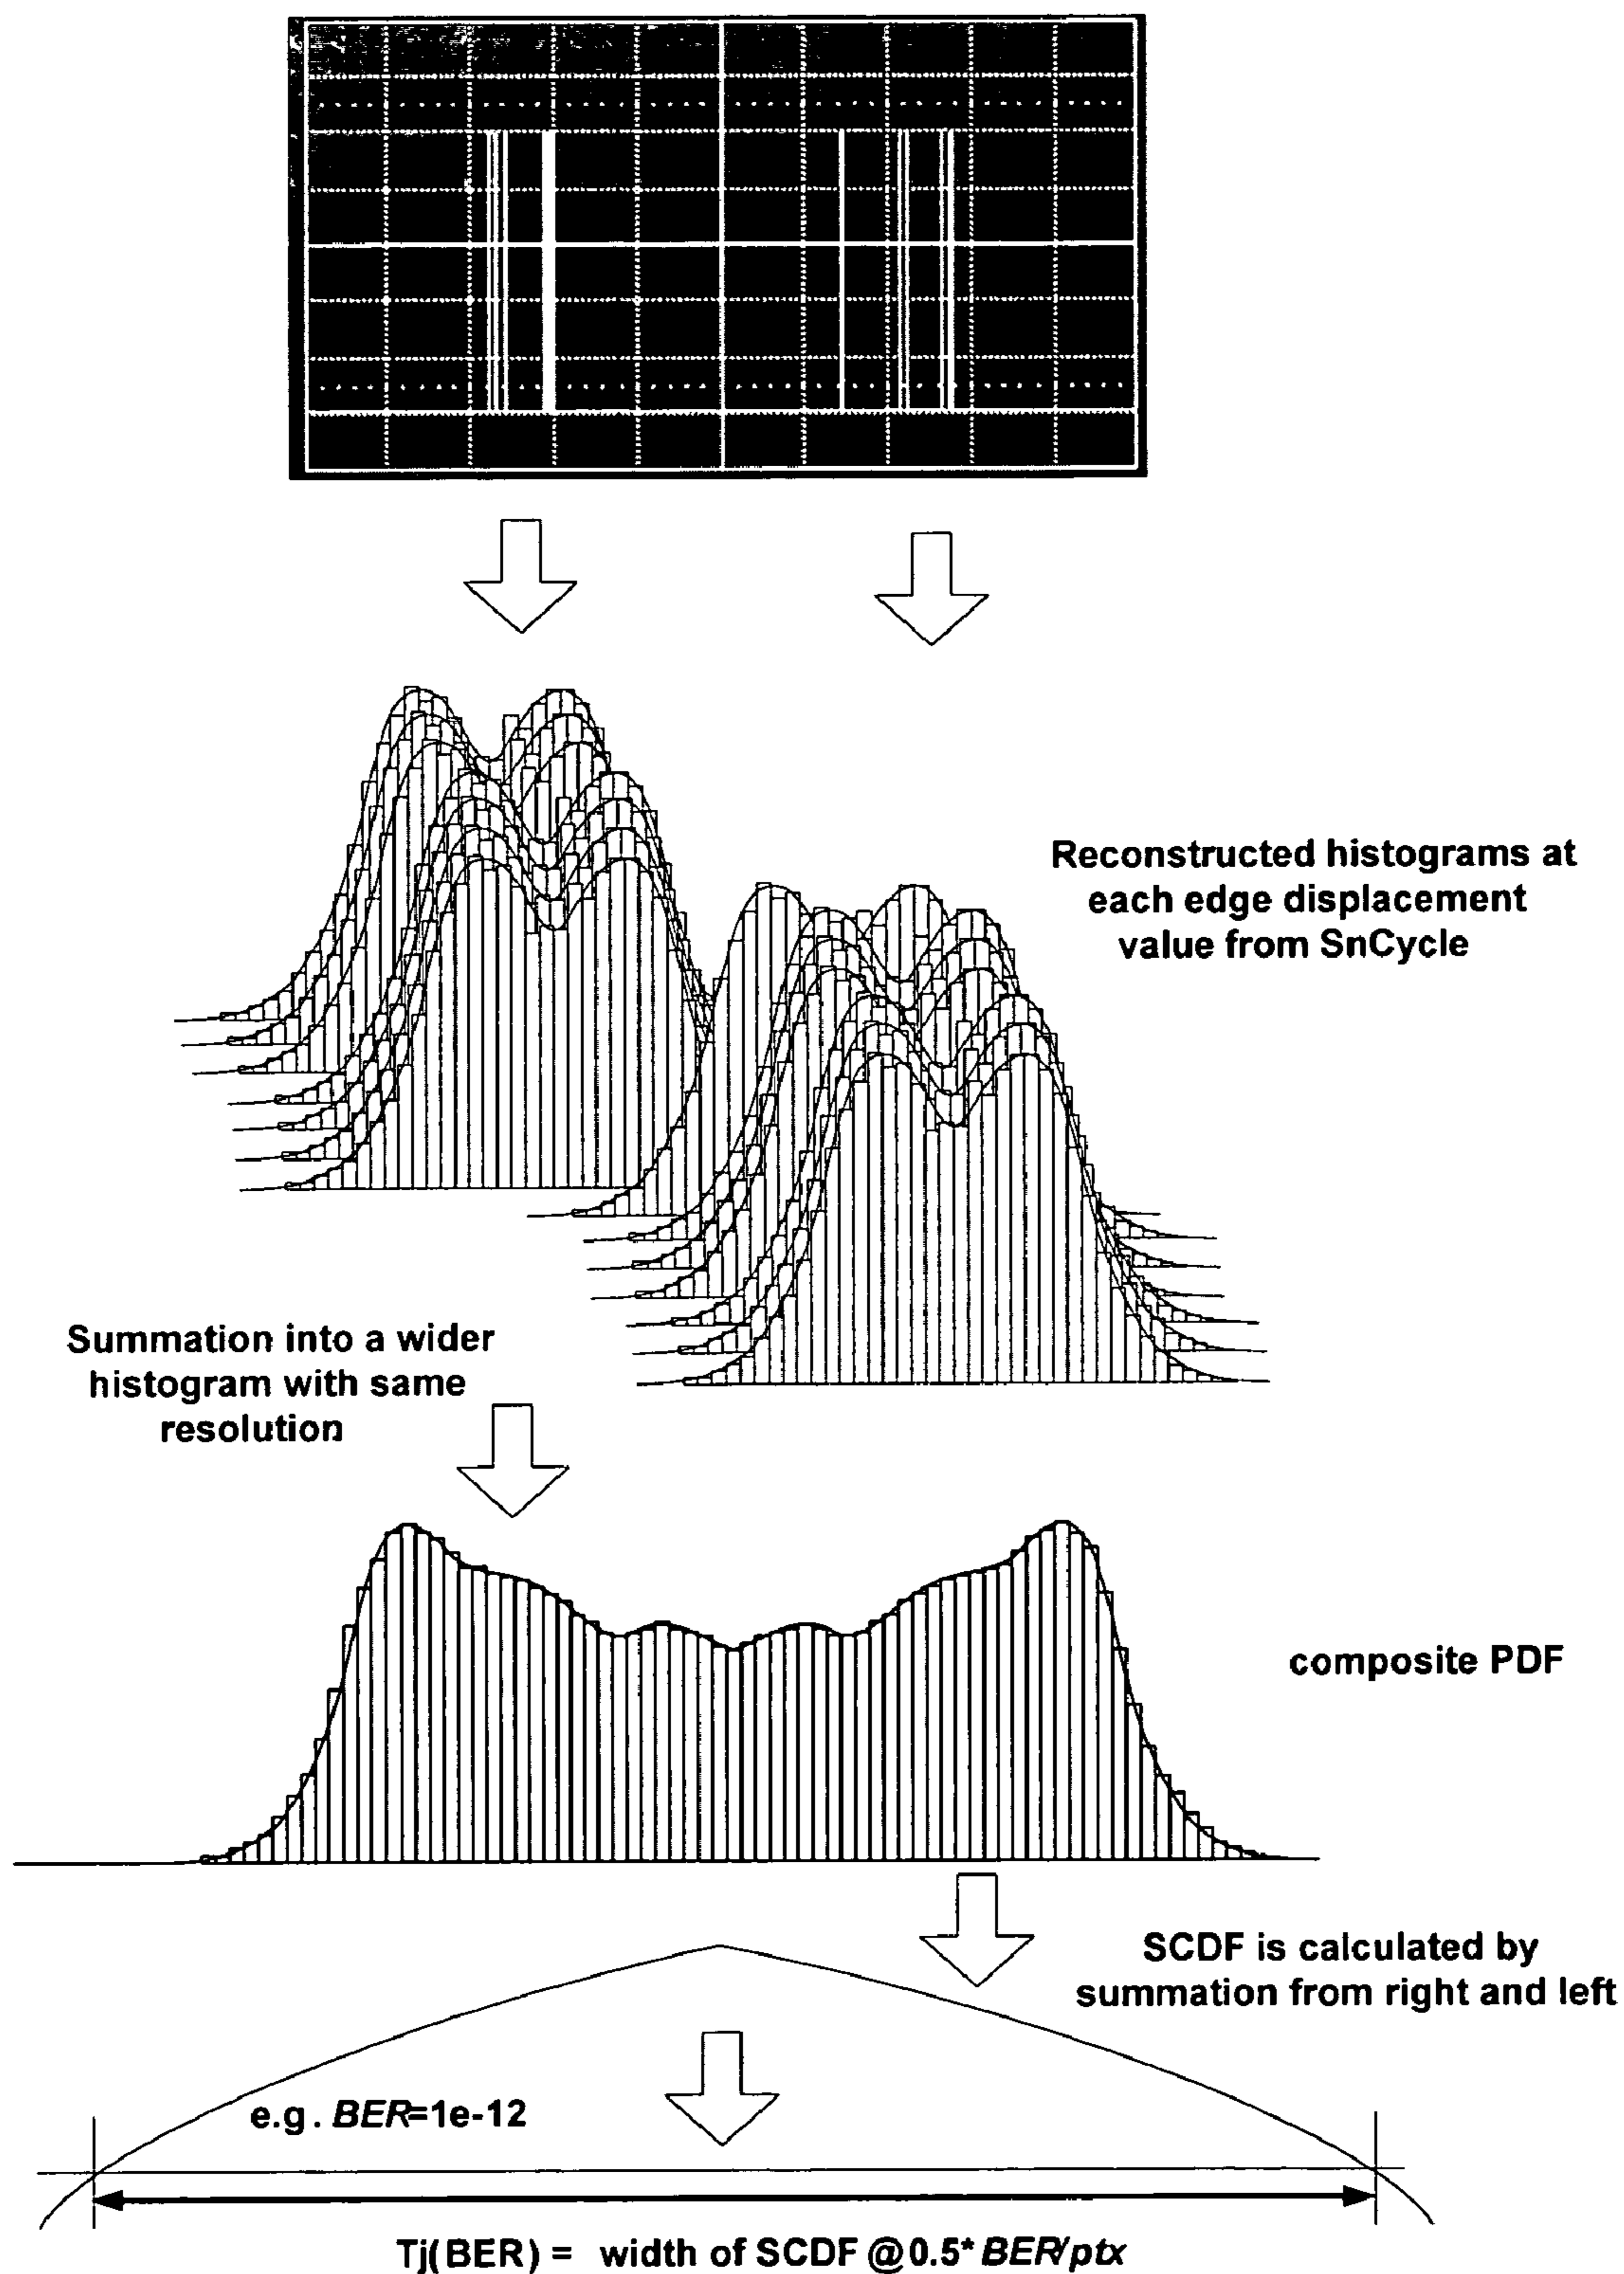 Reconstructed histograms at
each edge displacement
value from SnCycle
Summation into a wider
histogram with same
resolution
composite PDF
SCDF is calculated by
summation from right and left
e.g. BER=1e-12
Tj(BER) = width of SCDF @0.5* BER/ptx